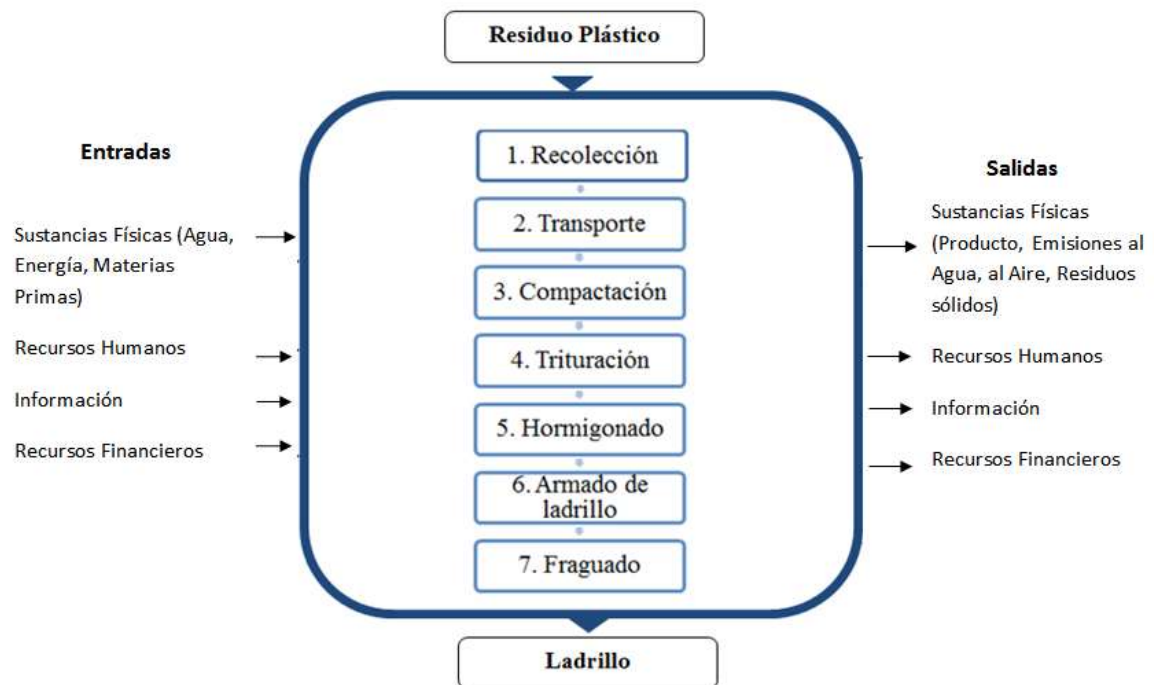 Residuo Plástico
Entradas
Sustancias Físicas (Agua,
Energía, Materias
Primas)
Recursos Humanos
Información
Recursos Financieros
1. Recolección
2. Transporte
3. Compactación
4. Trituración
5. Hormigonado
6. Armado de
ladrillo
7. Fraguado
Salidas
Sustancias Físicas
(Producto, Emisiones al
Agua, al Aire, Residuos
sólidos)
Recursos Humanos
Información
Recursos Financieros
Ladrillo